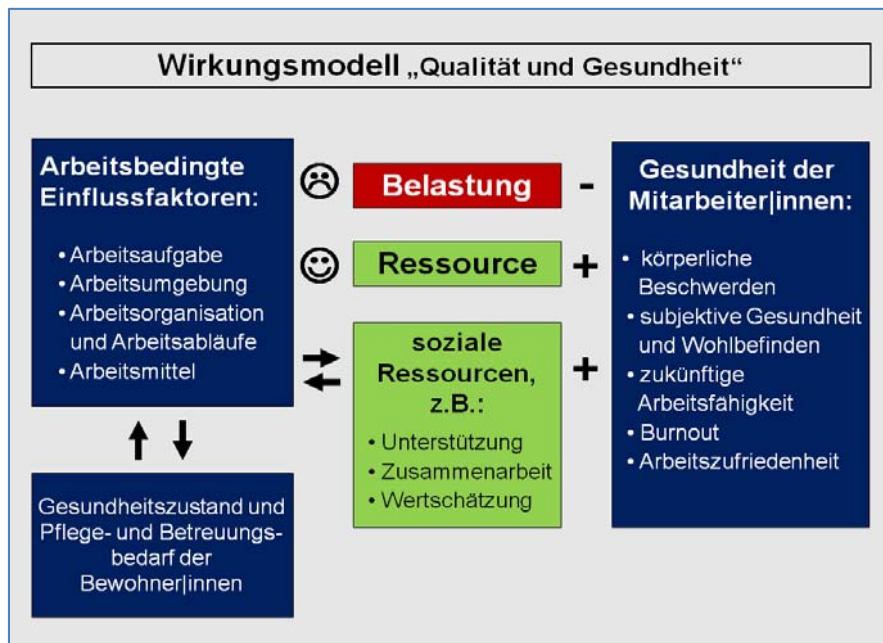 Wirkungsmodell „Qualität und Gesundheit“
Arbeitsbedingte
Einflussfaktoren:
• Arbeitsaufgabe
• Arbeitsumgebung
• Arbeitsorganisation
und Arbeitsabläufe
• Arbeitsmittel
Gesundheitszustand und
Pflege- und Betreuungs-
bedarf der
Bewohner|innen
Belastung -
Ressource +
soziale
Ressourcen, +
z.B.:
• Unterstützung
• Zusammenarbeit
• Wertschätzung
Gesundheit der
Mitarbeiter|innen:
• körperliche
Beschwerden
• subjektive Gesundheit
und Wohlbefinden
• zukünftige
Arbeitsfähigkeit
• Burnout
• Arbeitszufriedenheit